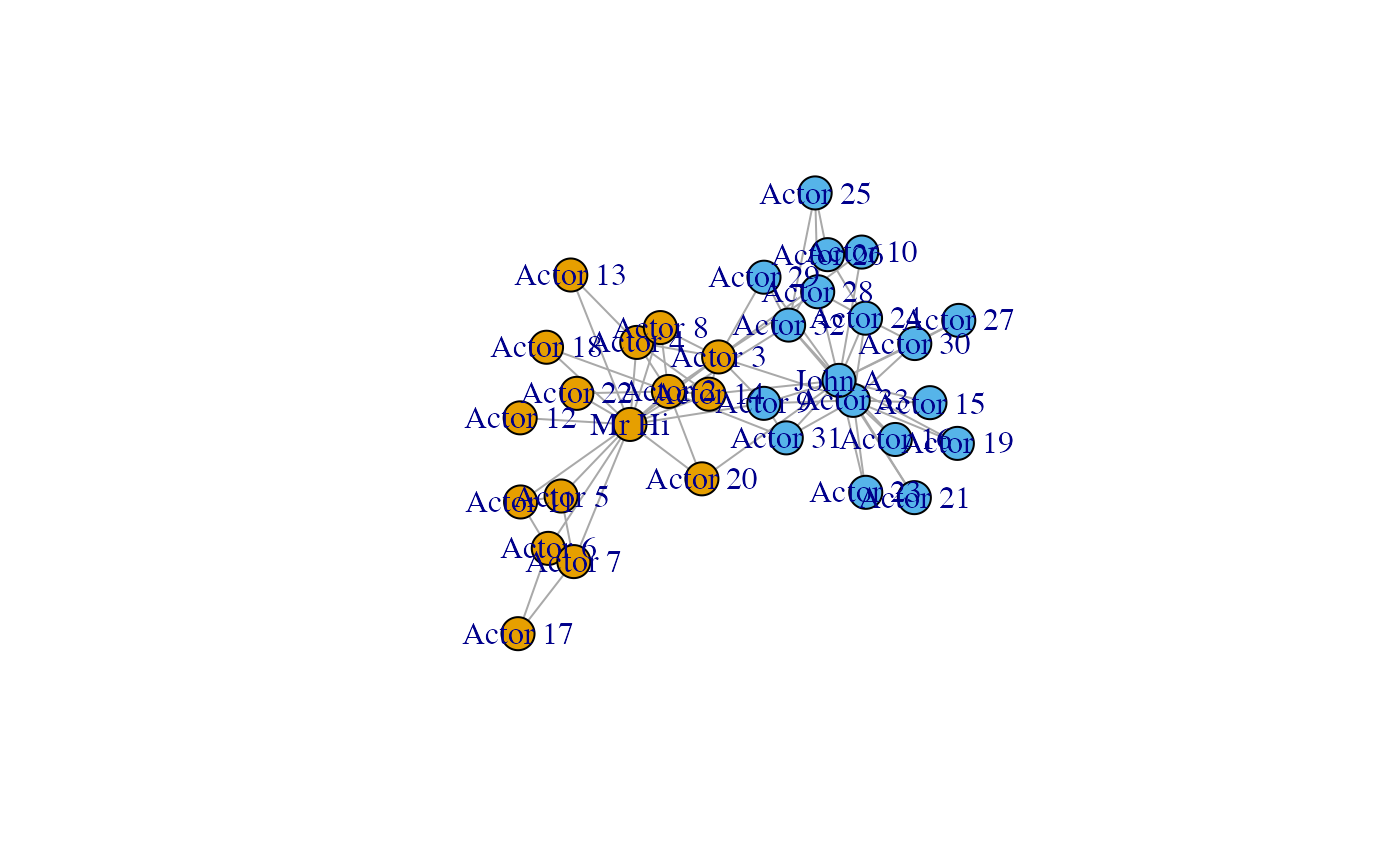 Actor 25
Actor 26
Actor 10
Actor 13
Actor 29
Actor 28
Actor 8
Actor 32
Actor 24
Actor 27
Actor 18
Actor 4
Actor 3
Actor 30
Actor 22
Actor 2
Actor 14
John A
Actor 9
Actor 33
Actor 15
Actor 12
Mr Hi
Actor 31
Actor 16
Actor 19
Actor 20
Actor 11
Actor 5
Actor 23
Actor 21
Actor 6
Actor 7
Actor 17